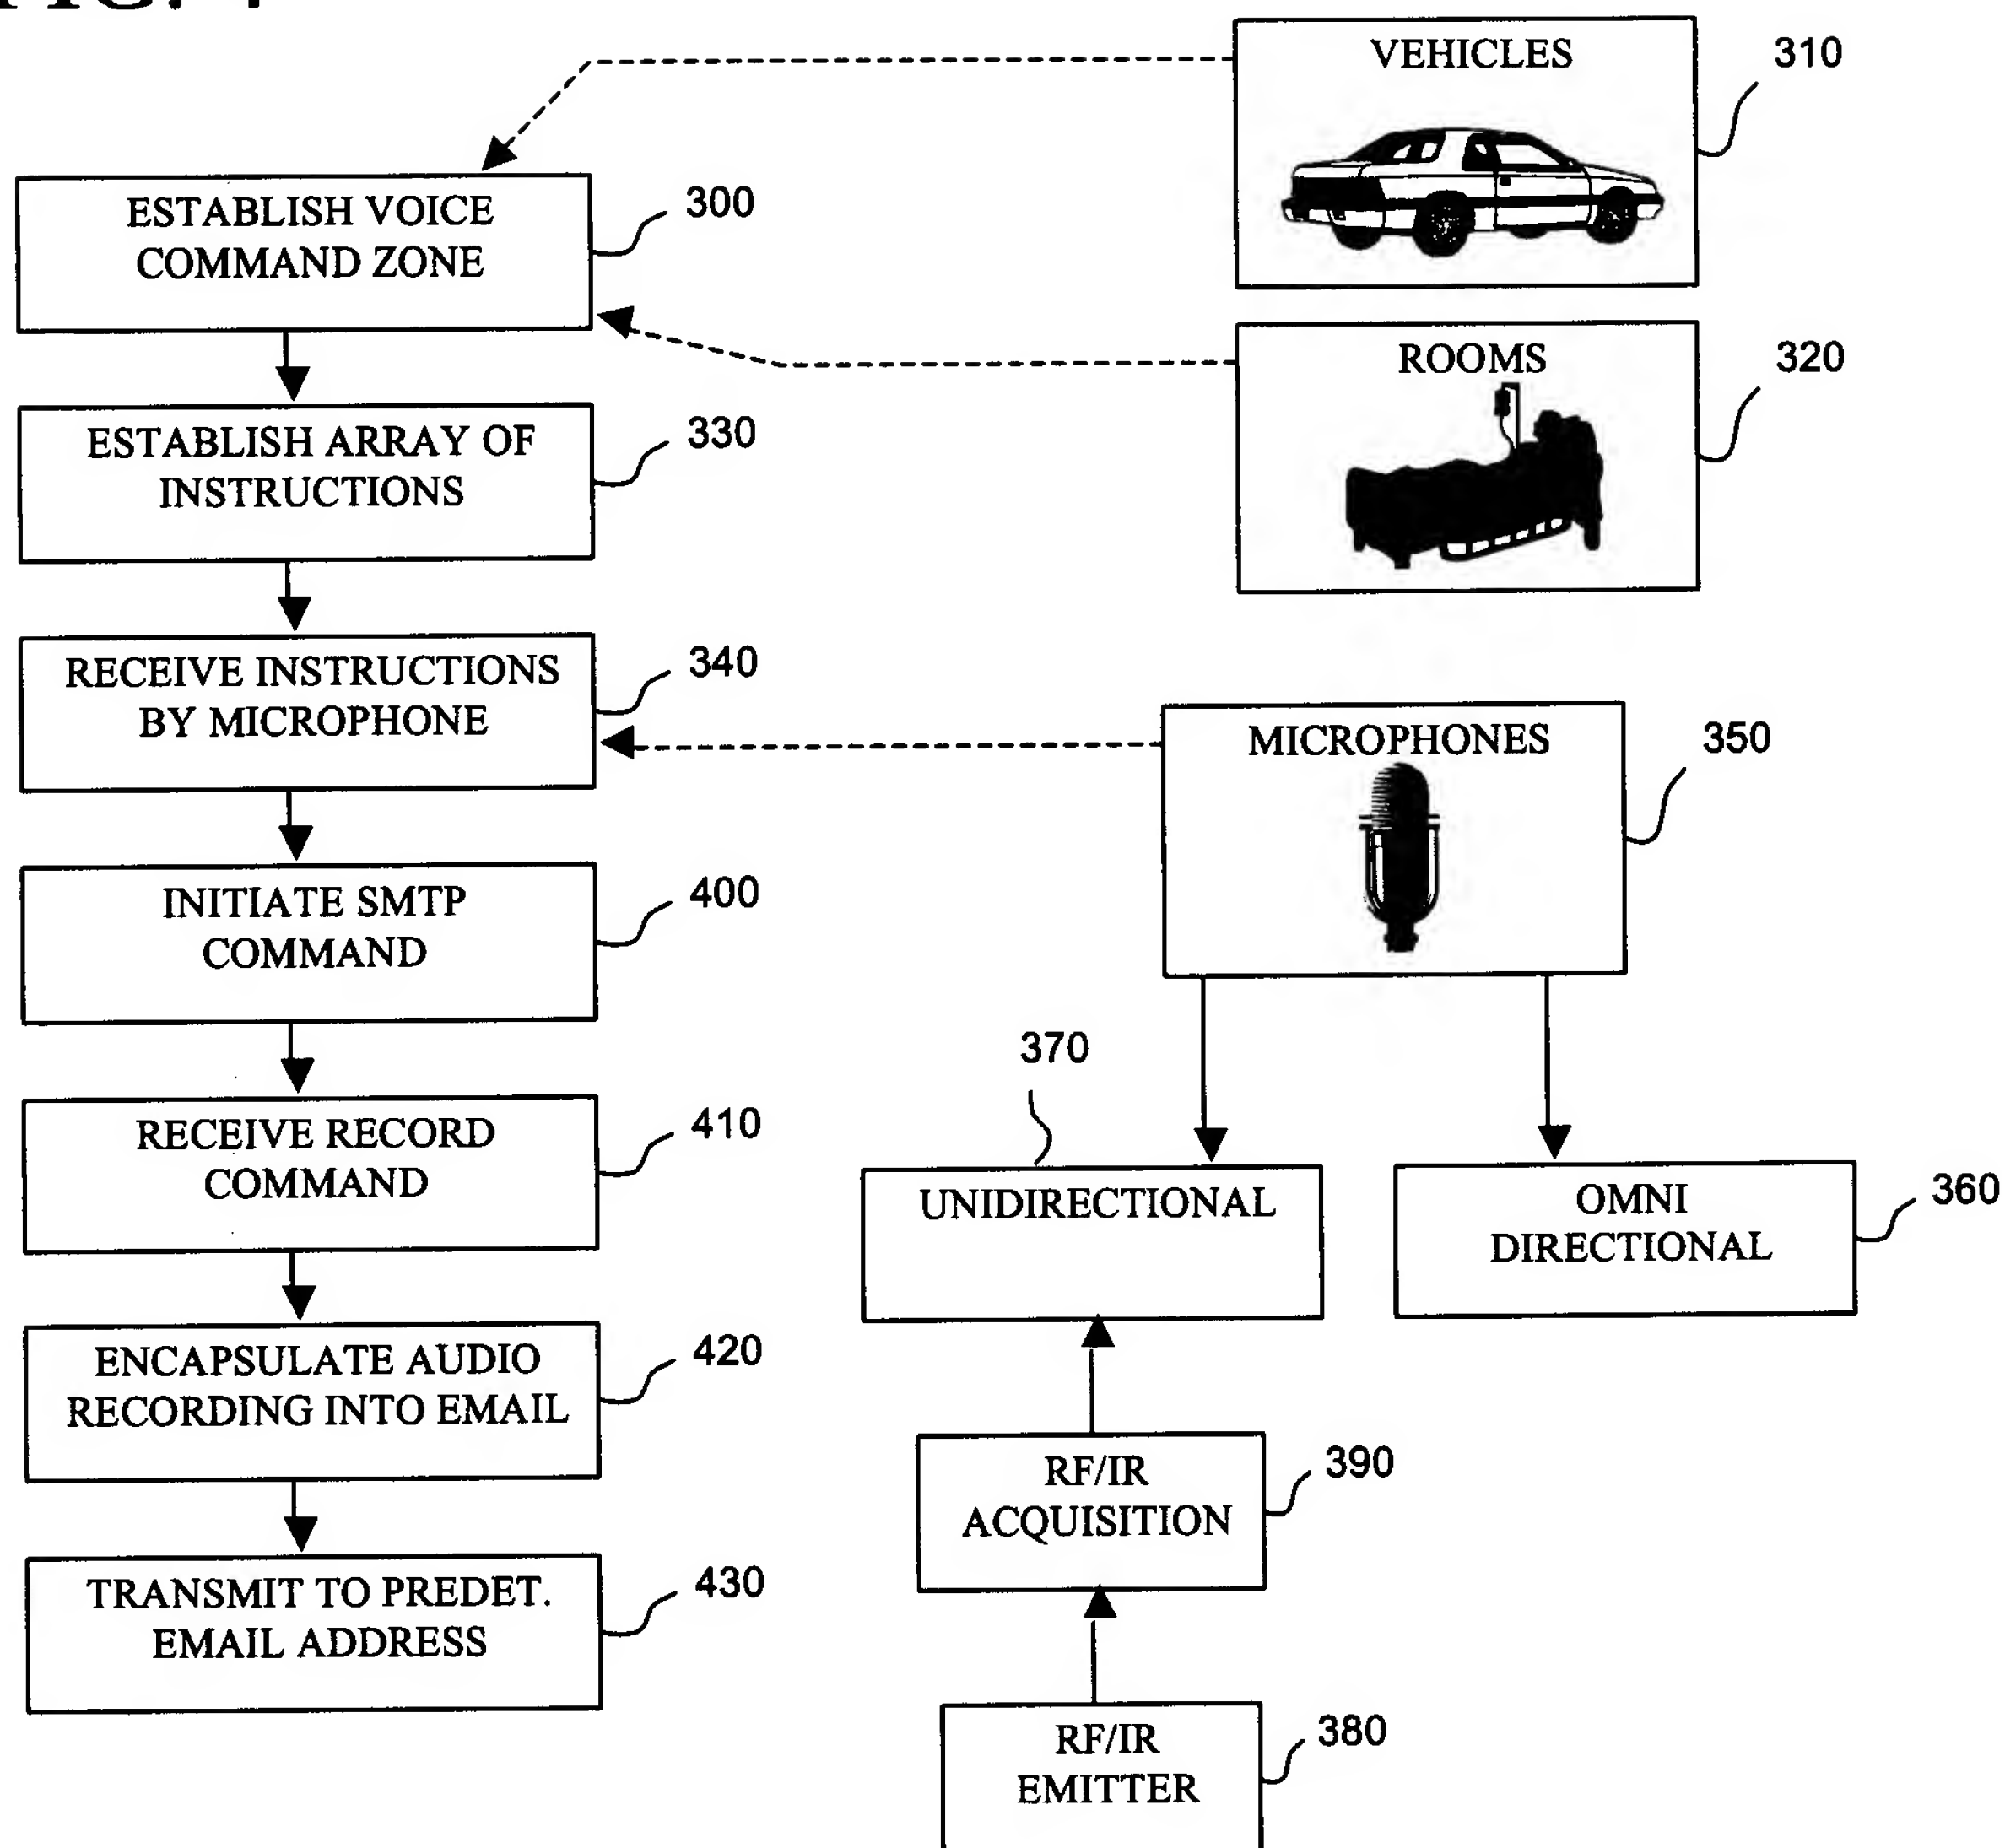 FIG. 4
VEHICLES
310
ESTABLISH VOICE
COMMAND ZONE
300
ROOMS
320
ESTABLISH ARRAY OF
INSTRUCTIONS
330
RECEIVE INSTRUCTIONS
BY MICROPHONE
340
MICROPHONES
350
INITIATE SMTP
COMMAND
400
370
RECEIVE RECORD
COMMAND
410
UNIDIRECTIONAL
OMNI
DIRECTIONAL
360
ENCAPSULATE AUDIO
RECORDING INTO EMAIL
420
RF/IR
ACQUISITION
390
TRANSMIT TO PREDET.
EMAIL ADDRESS
430
RF/IR
EMITTER
380